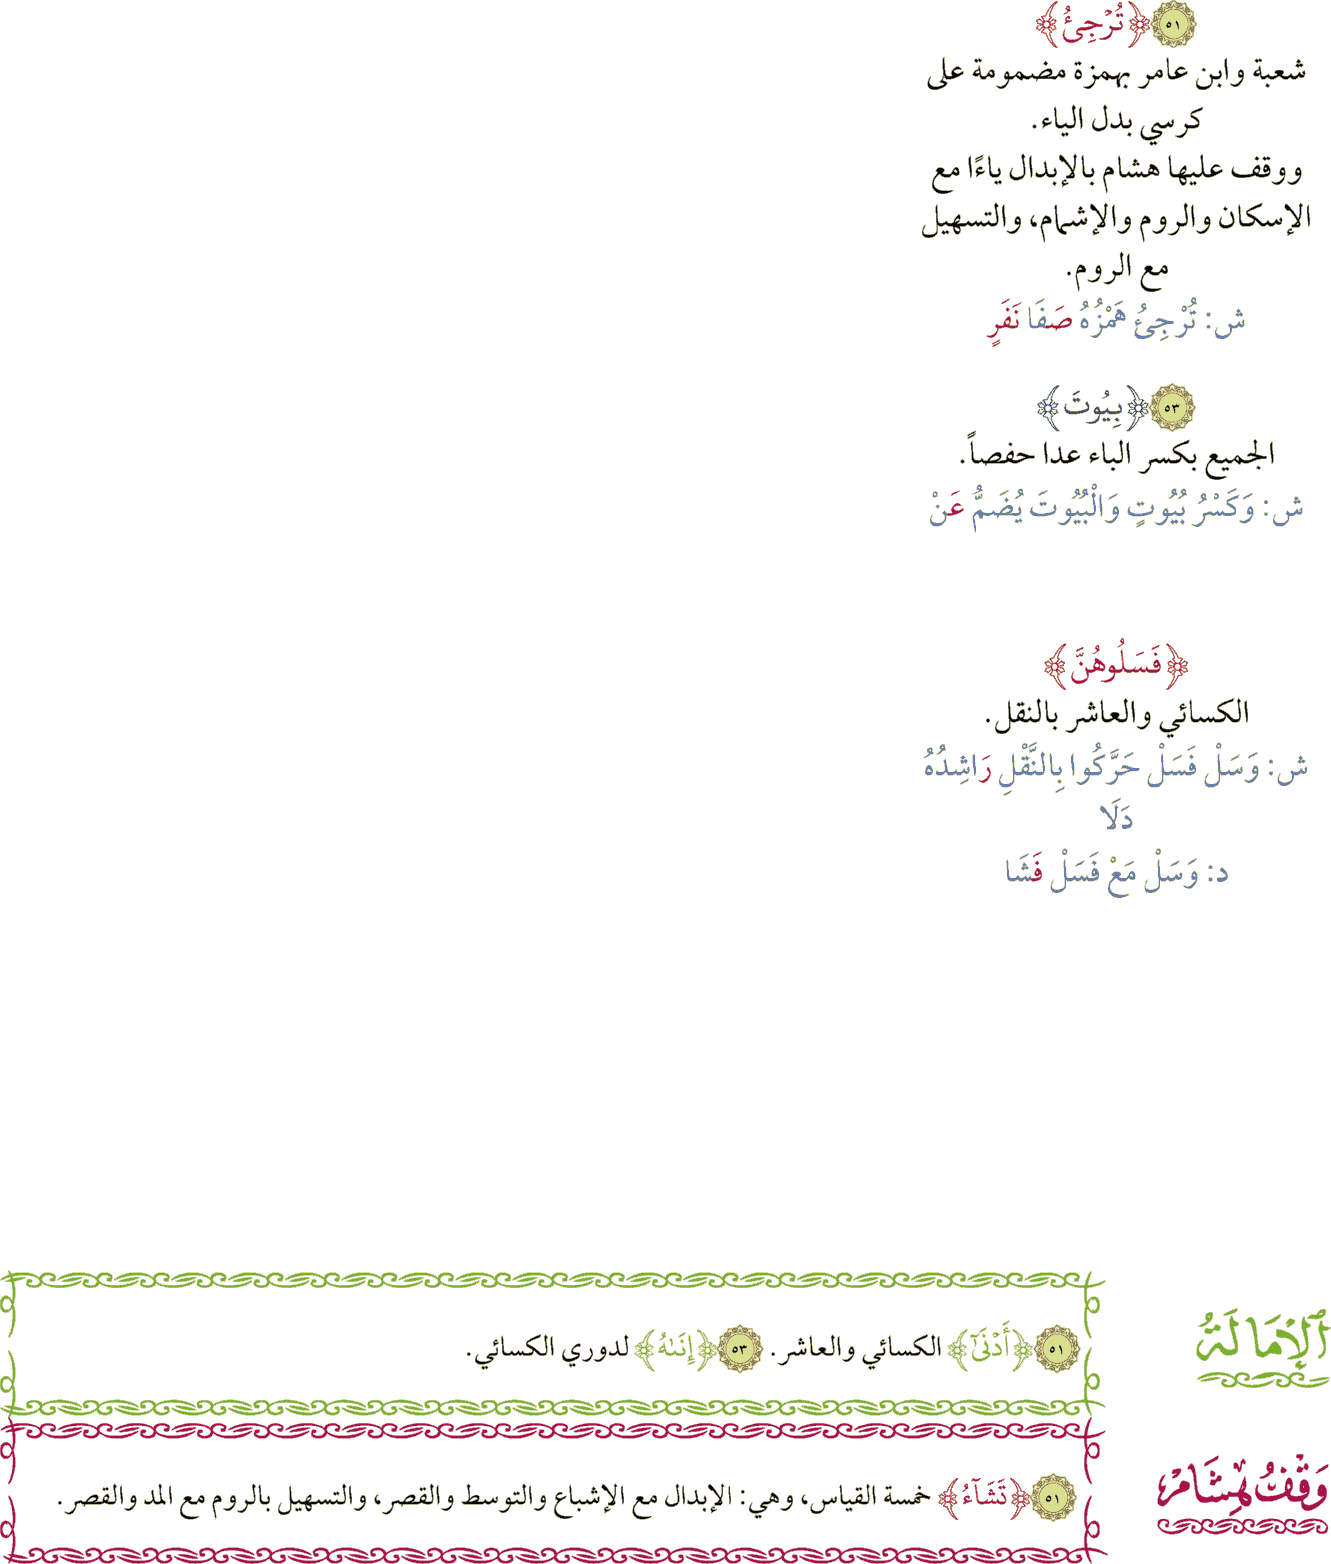 ٥١ ﴿تُرْجِئُ﴾
شعبة وابن عامر بهمزة مضمومة على
كرسي بدل الياء.
ووقف عليها هشام بالإبدال ياءًا مع
الإسكان والروم والإشمام، والتسهيل
مع الروم.
ش: تُرْجِئُ هَمْزُهُ صَفَا نَفَرٍ
٥٣ ﴿بِيُوتَ﴾
الجميع بكسر الباء عدا حفصاً.
ش: وَكَسْرُ بُيُوتٍ وَالْبُيُوتَ يُضَمُّ عَنْ
﴿فَسَلُوهُنَّ﴾
الكسائي والعاشر بالنقل.
ش: وَسَلْ فَسَلْ حَرَّكُوا بِالنَّقْلِ رَاشِدُهُ
دَلَا
د: وَسَلْ مَعْ فَسَلْ فَشَا
ٱلْإِمَالَةُ
٥١ ﴿أَدْنَىٰٓ﴾ الكسائي والعاشر. ٥٣ ﴿إِنَىٰهُ﴾ لدوري الكسائي.
وَقْفُ هِشَامْ
٥١ ﴿تَشَآءُ﴾ خمسة القياس، وهي: الإبدال مع الإشباع والتوسط والقصر، والتسهيل بالروم مع المد والقصر.